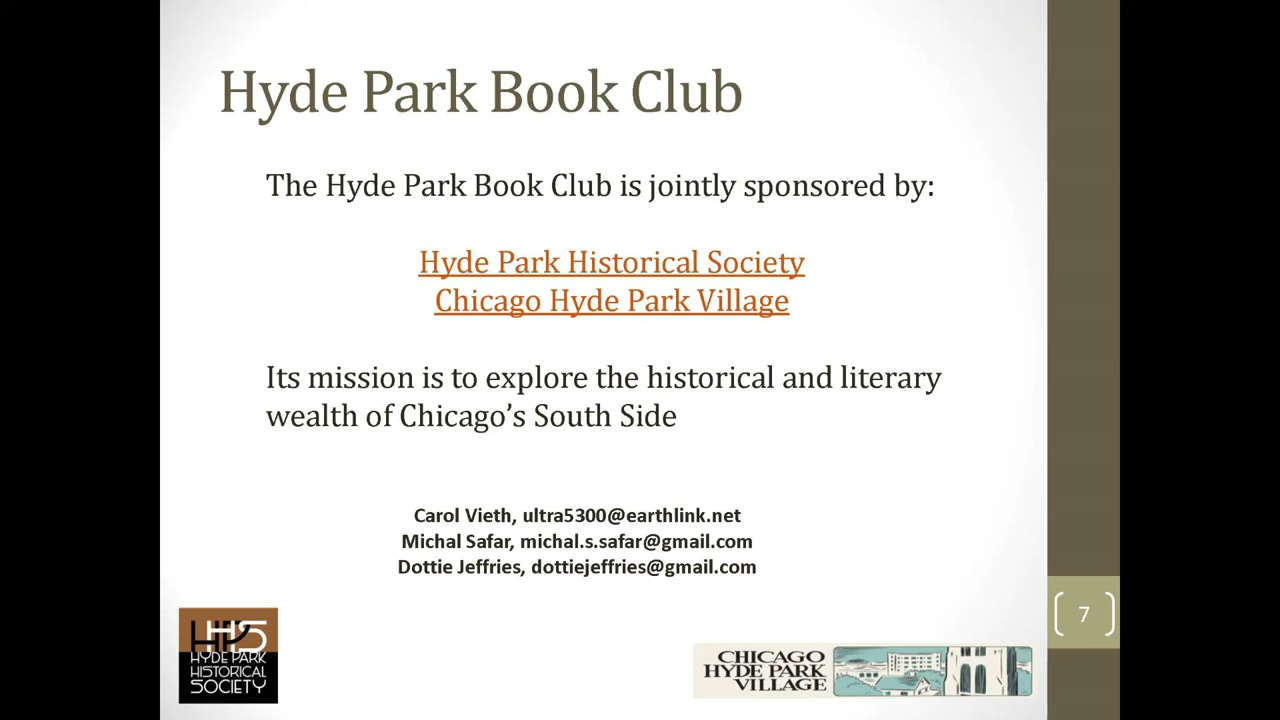 Hyde Park Book Club
The Hyde Park Book Club is jointly sponsored by:
Hyde Park Historical Society
Chicago Hyde Park Village
Its mission is to explore the historical and literary
wealth of Chicago’s South Side
Carol Vieth, ultra5300@earthlink.net
Michal Safar, michal.s.safar@gmail.com
Dottie Jeffries, dottiejeffries@gmail.com
7
HPHS
HYDE PARK
HISTORICAL
SOCIETY
CHICAGO
HYDE PARK
VILLAGE